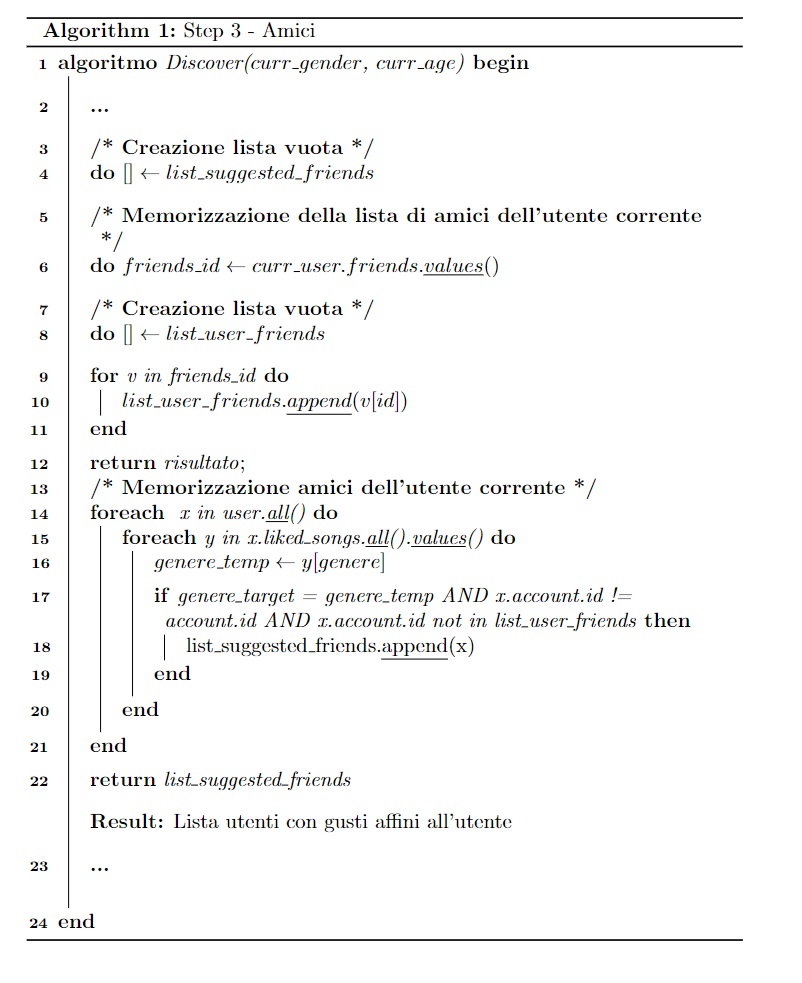 Algorithm 1: Step 3 - Amici
1 algoritmo Discover(curr_gender, curr_age) begin
2 ...
3 /* Creazione lista vuota */
4 do [] ← list_suggested_friends
5 /* Memorizzazione della lista di amici dell'utente corrente
*/
6 do friends_id ← curr_user.friends.values()
7 /* Creazione lista vuota */
8 do [] ← list_user_friends
9 for v in friends_id do
10 list_user_friends.append(v[id])
11 end
12 return risultato;
13 /* Memorizzazione amici dell'utente corrente */
14 foreach x in user.all() do
15 foreach y in x.liked_songs.all().values() do
16 genere_temp ← y[genere]
17 if genere_target = genere_temp AND x.account.id !=
account.id AND x.account.id not in list_user_friends then
18 list_suggested_friends.append(x)
19 end
20 end
21 end
22 return list_suggested_friends
Result: Lista utenti con gusti affini all'utente
23 ...
24 end